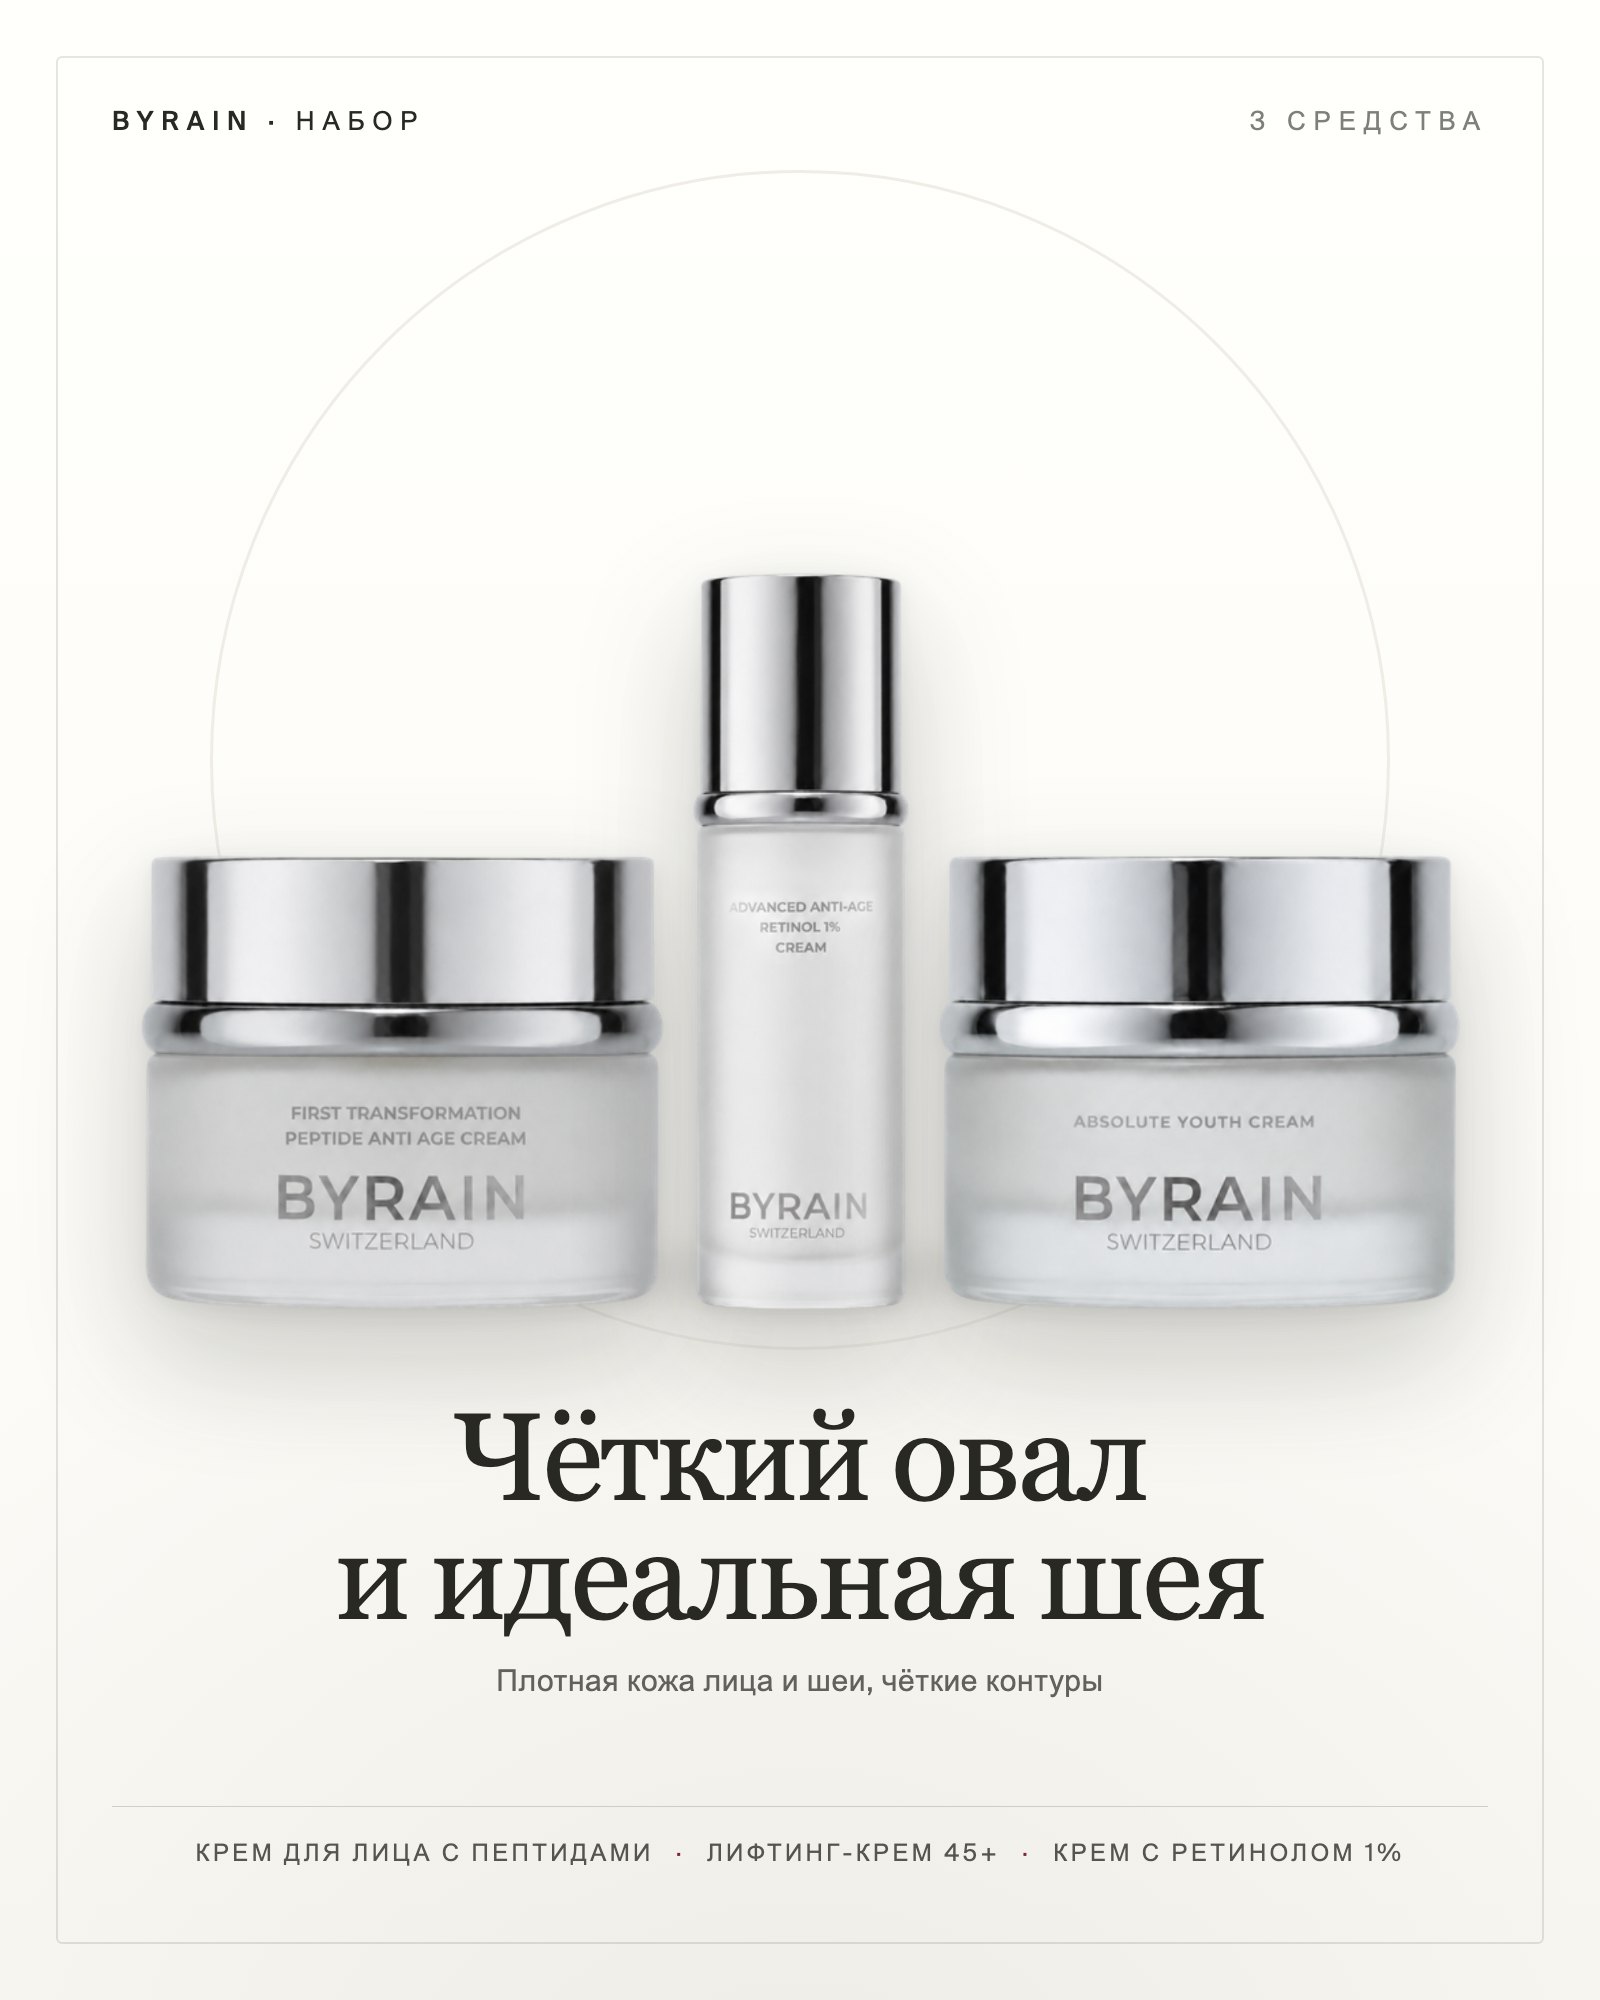 BYRAIN · НАБОР
3 СРЕДСТВА
ADVANCED ANTI-AGE
RETINOL 1%
CREAM
BYRAIN
SWITZERLAND
FIRST TRANSFORMATION
PEPTIDE ANTI AGE CREAM
BYRAIN
SWITZERLAND
ABSOLUTE YOUTH CREAM
BYRAIN
SWITZERLAND
Чёткий овал
и идеальная шея
Плотная кожа лица и шеи, чёткие контуры
КРЕМ ДЛЯ ЛИЦА С ПЕПТИДАМИ · ЛИФТИНГ-КРЕМ 45+ · КРЕМ С РЕТИНОЛОМ 1%